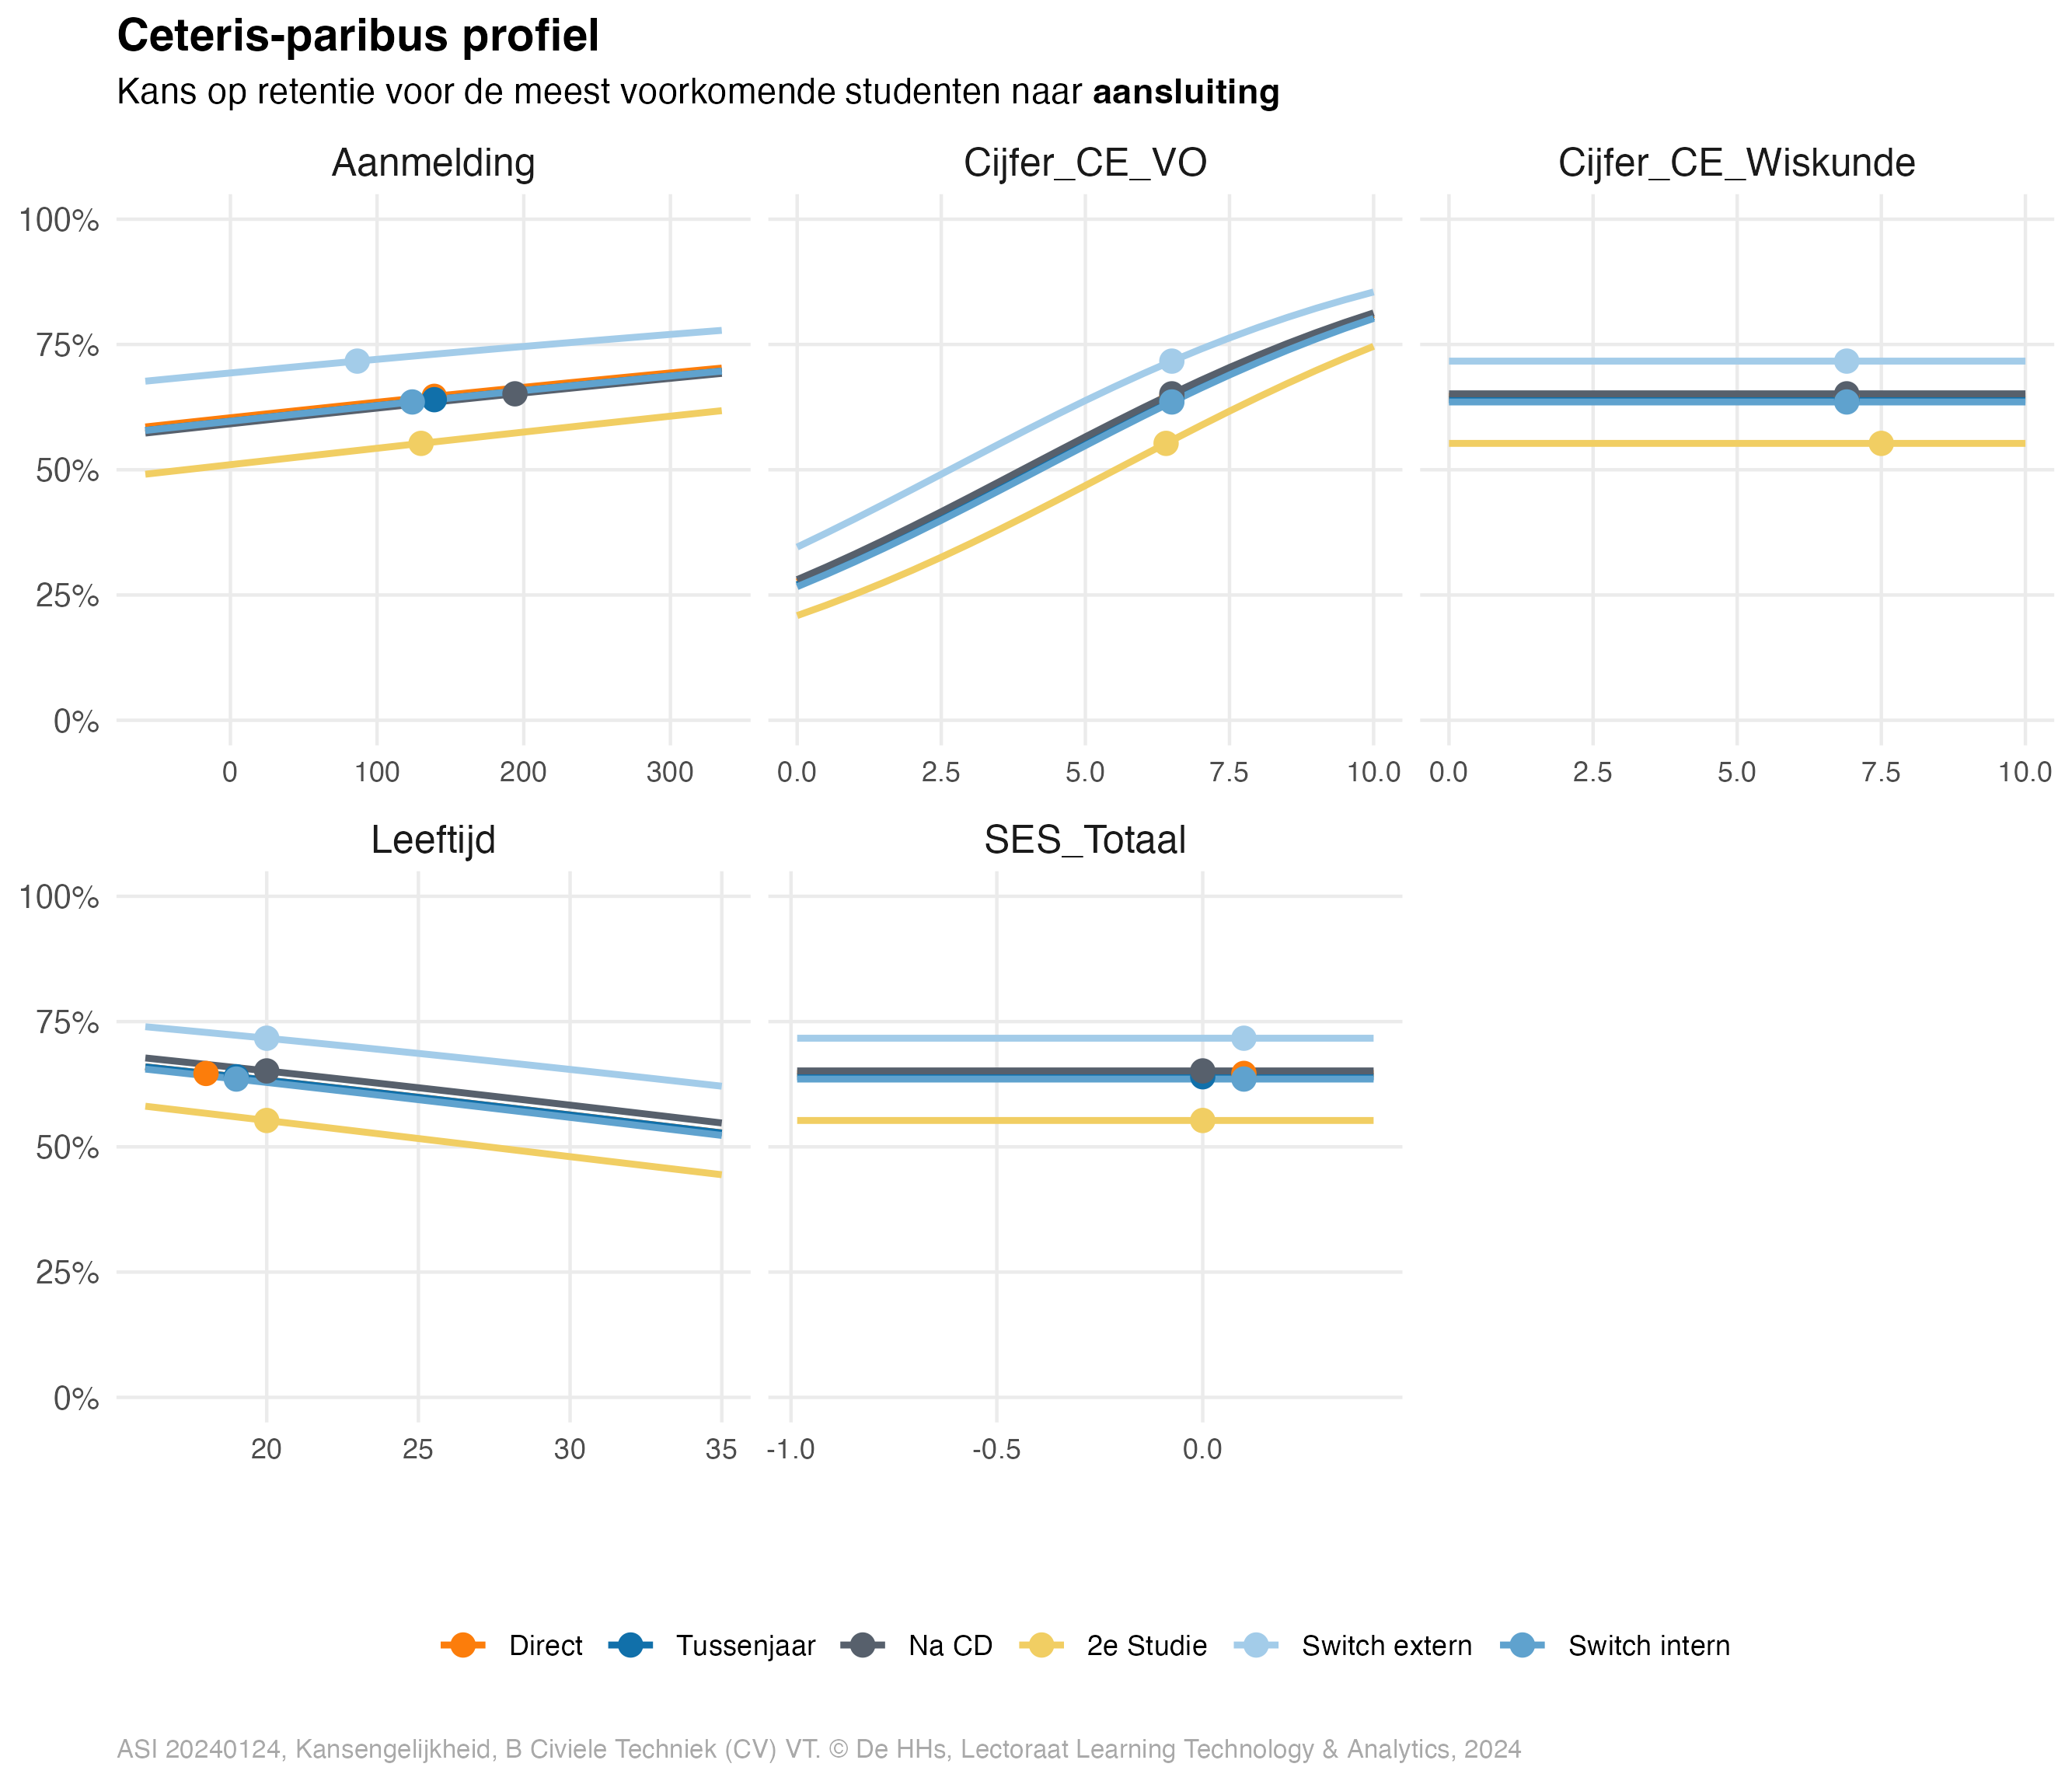 Ceteris-paribus profiel
Kans op retentie voor de meest voorkomende studenten naar aansluiting
Aanmelding
Cijfer_CE_VO
Cijfer_CE_Wiskunde
100%
75%
50%
25%
0%
0 100 200 300
0.0 2.5 5.0 7.5 10.0
0.0 2.5 5.0 7.5 10.0
Leeftijd
SES_Totaal
100%
75%
50%
25%
0%
20 25 30 35
-1.0 -0.5 0.0
Direct Tussenjaar Na CD 2e Studie Switch extern Switch intern
ASI 20240124, Kansengelijkheid, B Civiele Techniek (CV) VT. © De HHs, Lectoraat Learning Technology & Analytics, 2024